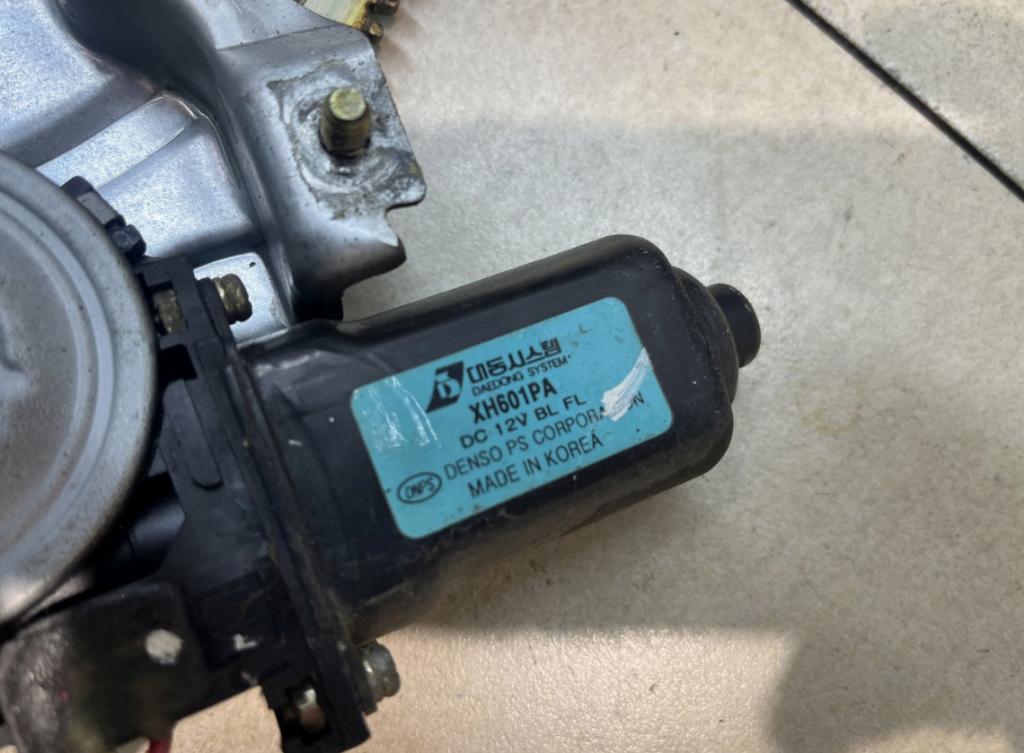 대동시스템
DAEDONG SYSTEM
XH601PA
DC 12V BL FL
DENSO PS CORPORATION
DNPS
MADE IN KOREA